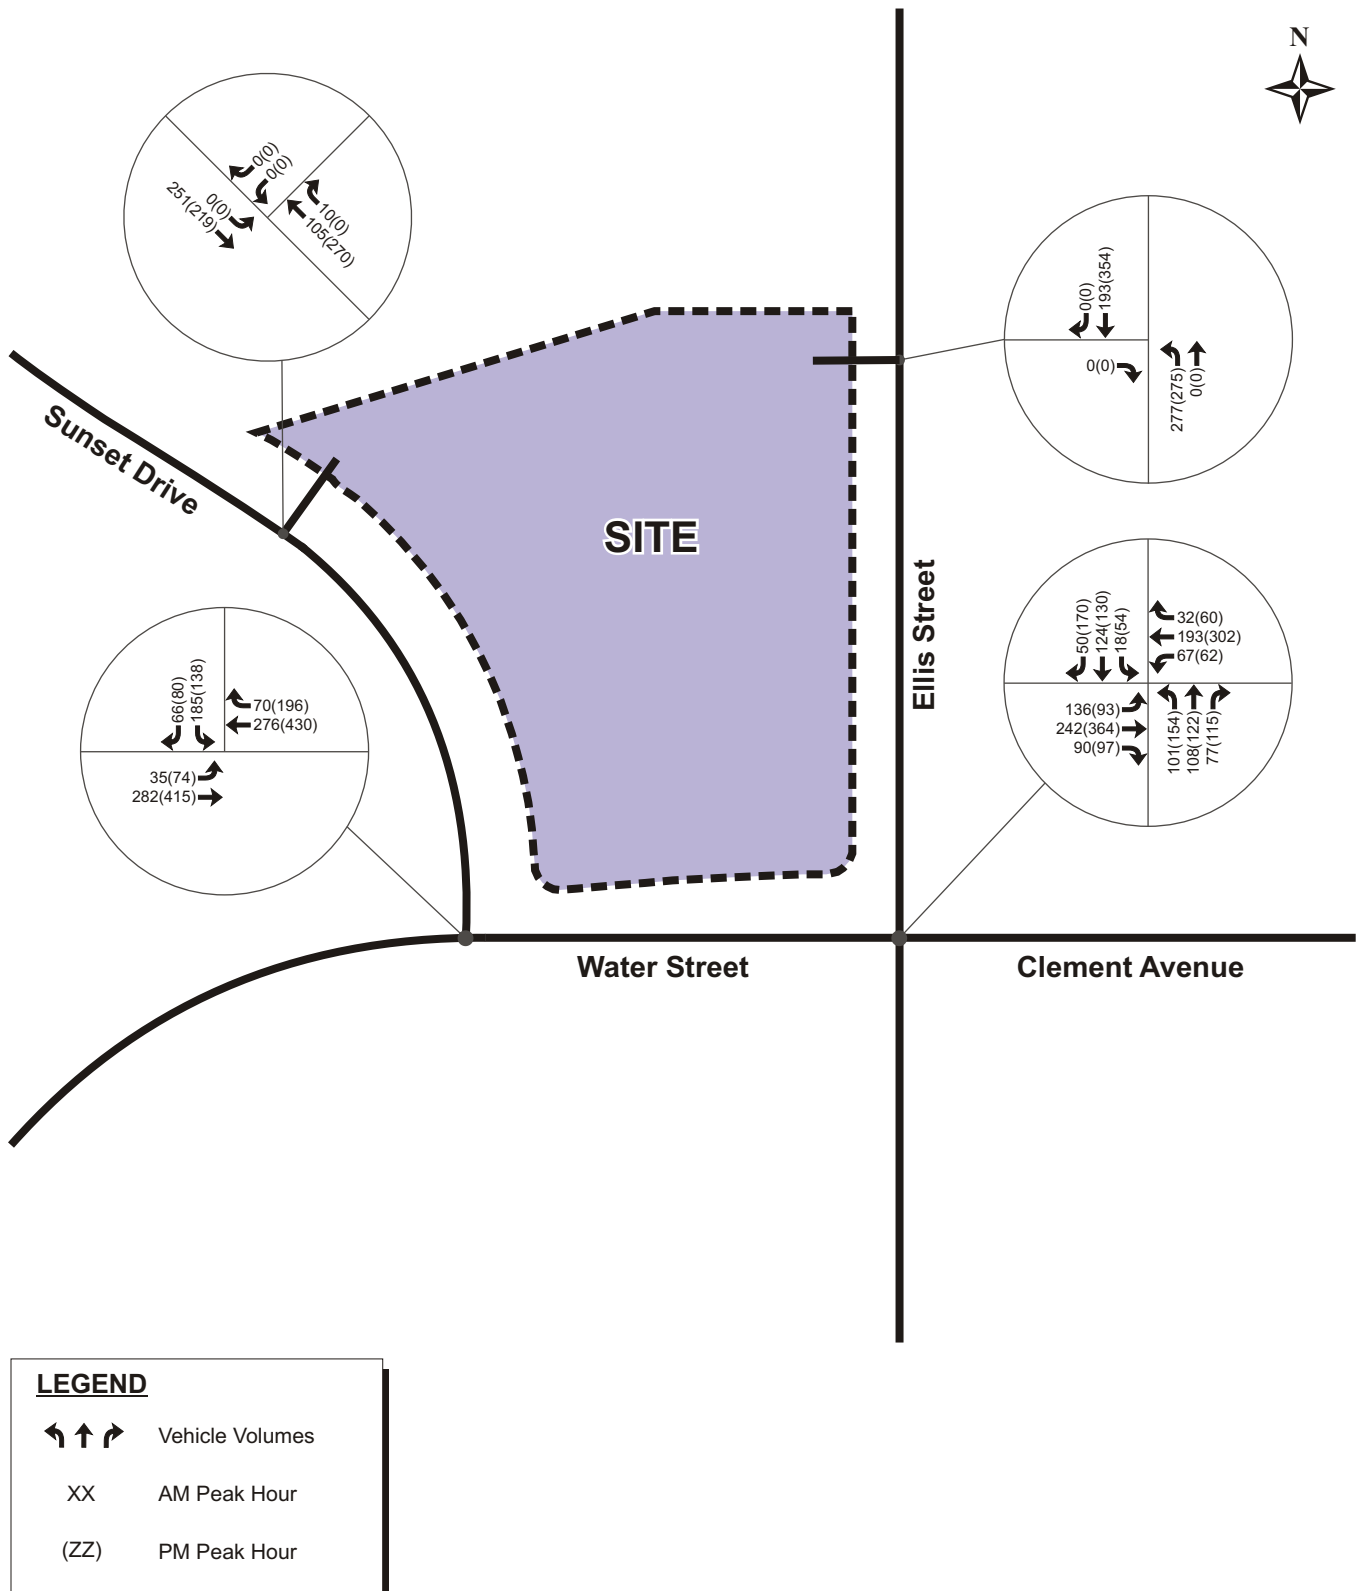 N
0(0)
0(0)
0(0)
251(219)
10(0)
105(270)
0(0)
193(354)
0(0)
277(275)
0(0)
Sunset Drive
SITE
Ellis Street
50(170)
124(130)
18(54)
32(60)
193(302)
67(62)
136(93)
242(364)
90(97)
101(154)
108(122)
77(115)
66(80)
185(138)
70(196)
276(430)
35(74)
282(415)
Water Street
Clement Avenue
LEGEND
Vehicle Volumes
XX AM Peak Hour
(ZZ) PM Peak Hour